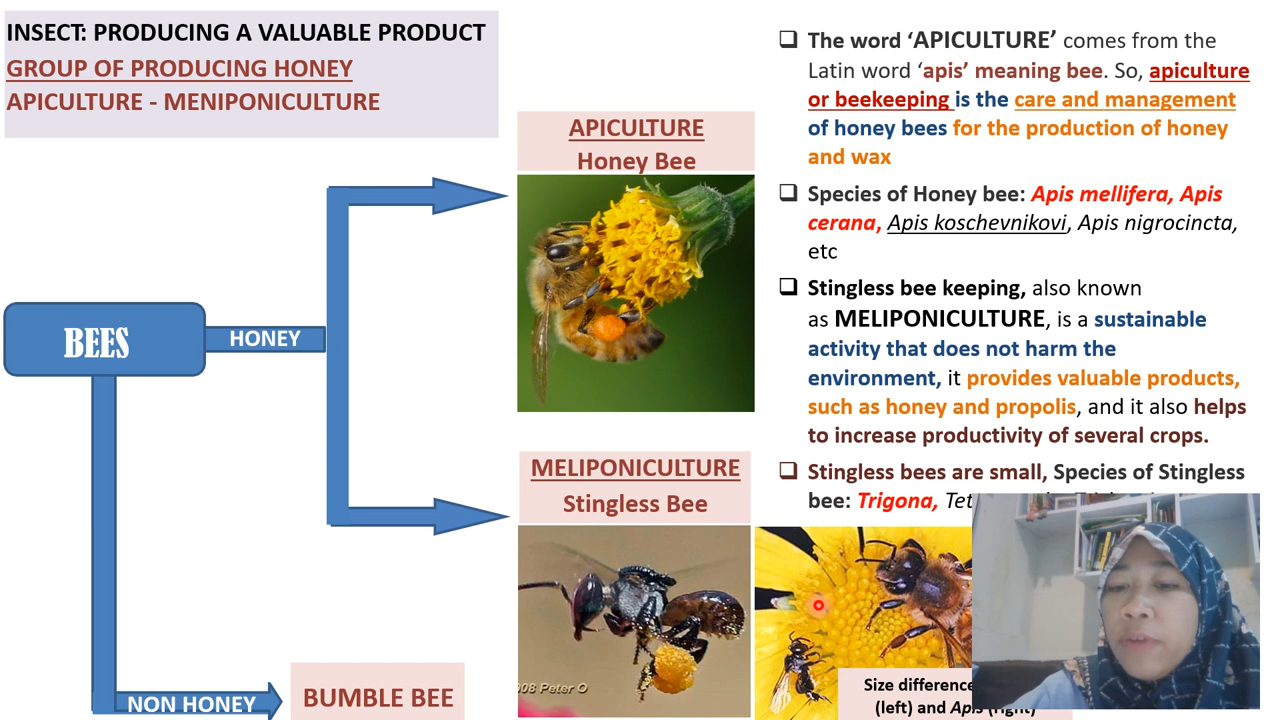 INSECT: PRODUCING A VALUABLE PRODUCT
GROUP OF PRODUCING HONEY
APICULTURE - MENIPONICULTURE
BEES
HONEY
NON HONEY
BUMBLE BEE
APICULTURE
Honey Bee
MELIPONICULTURE
Stingless Bee
008 Peter O
The word ‘APICULTURE’ comes from the
Latin word ‘apis’ meaning bee. So, apiculture
or beekeeping is the care and management
of honey bees for the production of honey
and wax
Species of Honey bee: Apis mellifera, Apis
cerana, Apis koschevnikovi, Apis nigrocincta,
etc
Stingless bee keeping, also known
as MELIPONICULTURE, is a sustainable
activity that does not harm the
environment, it provides valuable products,
such as honey and propolis, and it also helps
to increase productivity of several crops.
Stingless bees are small, Species of Stingless
bee: Trigona,
Size difference
(left) and Apis (right)